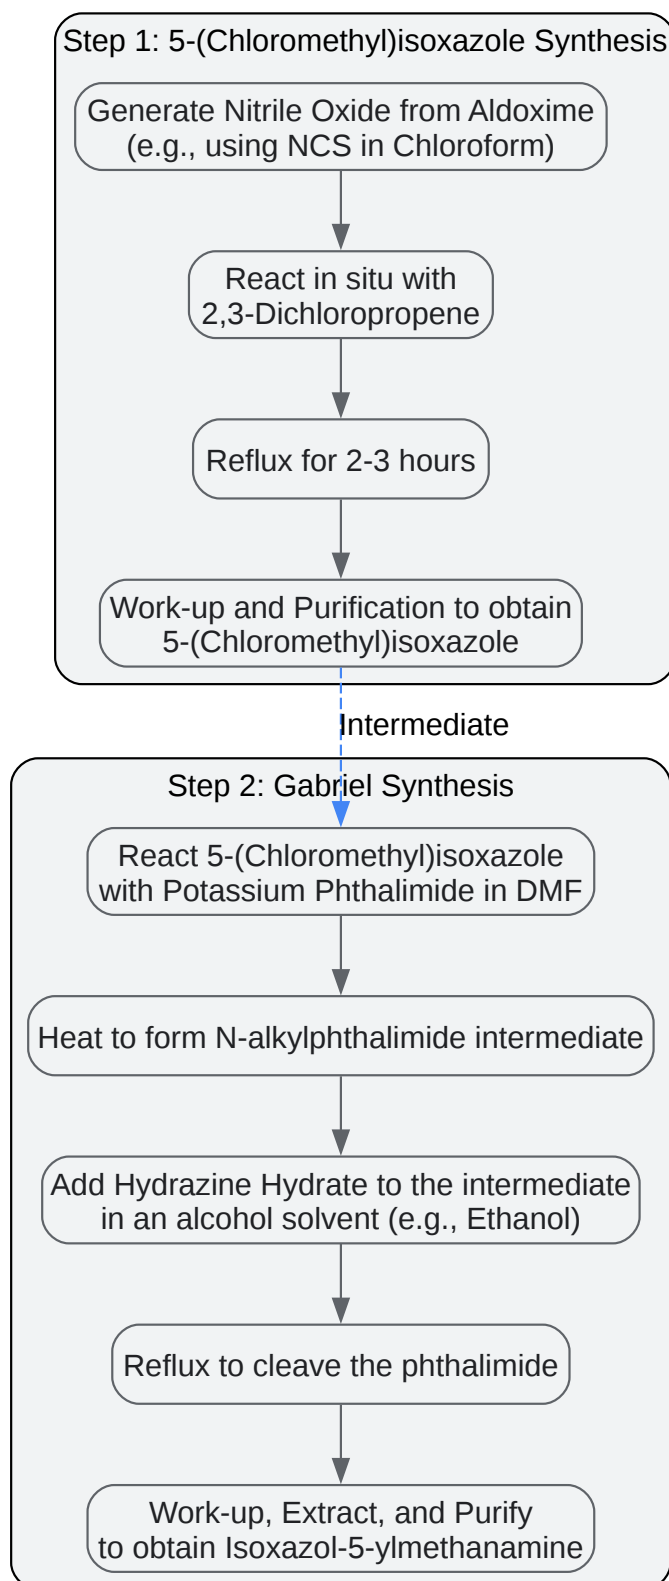 Step 1: 5-(Chloromethyl)isoxazole Synthesis
Generate Nitrile Oxide from Aldoxime
(e.g., using NCS in Chloroform)
React in situ with
2,3-Dichloropropene
Reflux for 2-3 hours
Work-up and Purification to obtain
5-(Chloromethyl)isoxazole
Intermediate
Step 2: Gabriel Synthesis
React 5-(Chloromethyl)isoxazole
with Potassium Phthalimide in DMF
Heat to form N-alkylphthalimide intermediate
Add Hydrazine Hydrate to the intermediate
in an alcohol solvent (e.g., Ethanol)
Reflux to cleave the phthalimide
Work-up, Extract, and Purify
to obtain Isoxazol-5-ylmethanamine